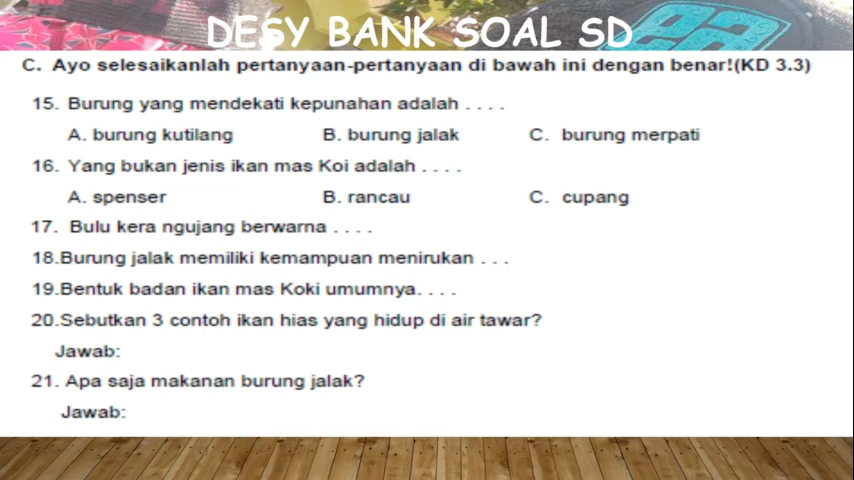 DESY BANK SOAL SD
C. Ayo selesaikanlah pertanyaan-pertanyaan di bawah ini dengan benar!(KD 3.3)
15. Burung yang mendekati kepunahan adalah . . . .
A. burung kutilang B. burung jalak C. burung merpati
16. Yang bukan jenis ikan mas Koi adalah . . . .
A. spenser B. rancau C. cupang
17. Bulu kera ngujang berwarna . . . .
18.Burung jalak memiliki kemampuan menirukan . . .
19.Bentuk badan ikan mas Koki umumnya. . . .
20.Sebutkan 3 contoh ikan hias yang hidup di air tawar?
Jawab:
21. Apa saja makanan burung jalak?
Jawab: